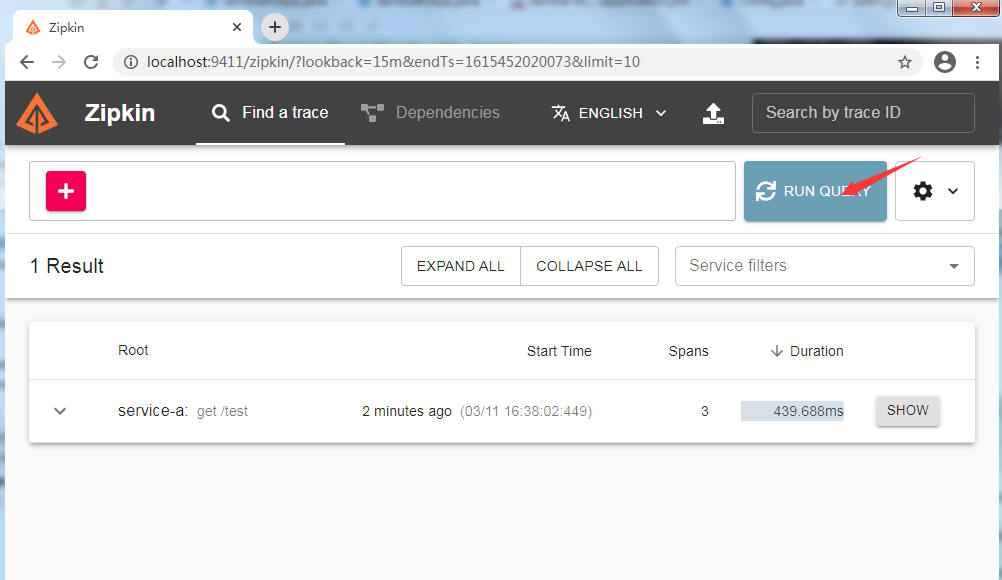 Zipkin
localhost:9411/zipkin/?lookback=15m&endTs=1615452020073&limit=10
Zipkin Find a trace Dependencies ENGLISH Search by trace ID
RUN QUERY
1 Result EXPAND ALL COLLAPSE ALL Service filters
Root Start Time Spans Duration
service-a: get /test 2 minutes ago (03/11 16:38:02:449) 3 439.688ms SHOW